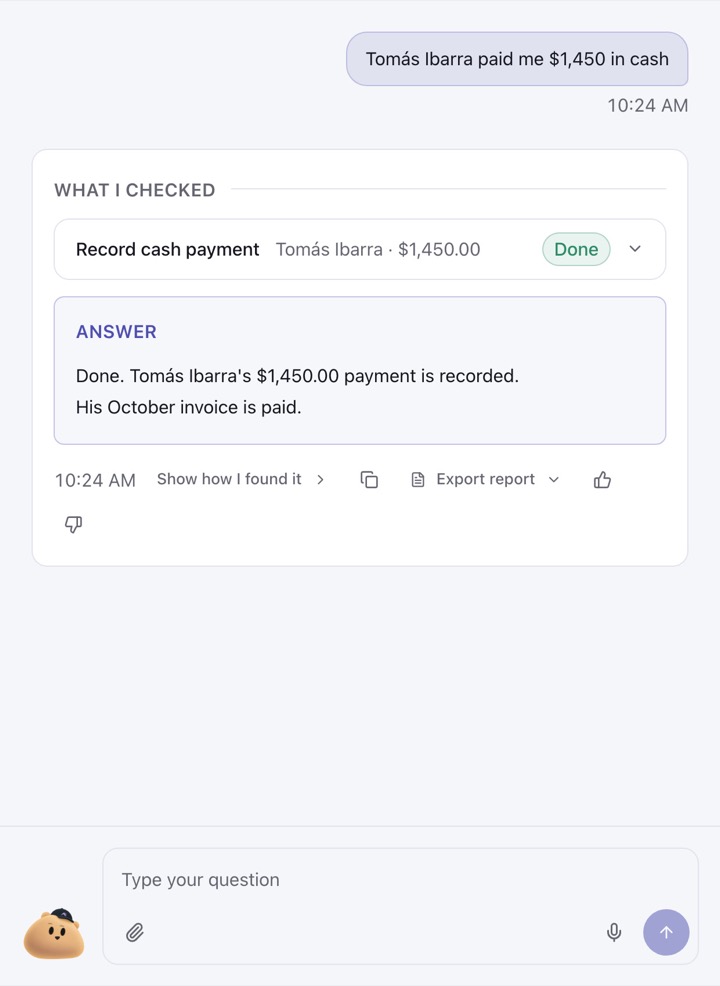 Tomás Ibarra paid me $1,450 in cash
10:24 AM
WHAT I CHECKED
Record cash payment Tomás Ibarra · $1,450.00 Done
ANSWER
Done. Tomás Ibarra's $1,450.00 payment is recorded.
His October invoice is paid.
10:24 AM Show how I found it Export report
Type your question